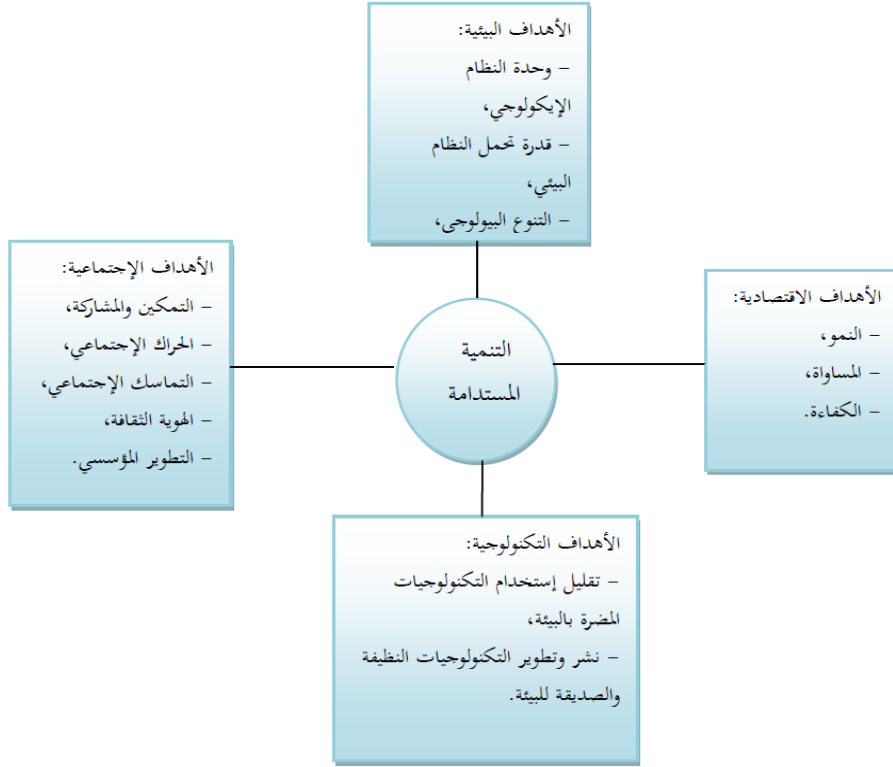 الأهداف البيئية:
– وحدة النظام
الإيكولوجي،
– قدرة تحمل النظام
البيئي،
– التنوع البيولوجي،
الأهداف الاقتصادية:
– النمو،
– المساواة،
– الكفاءة.
التنمية
المستدامة
الأهداف الإجتماعية:
– التمكين والمشاركة،
– الحراك الإجتماعي،
– التماسك الإجتماعي،
– الهوية الثقافة،
– التطوير المؤسسي.
الأهداف التكنولوجية:
– تقليل إستخدام التكنولوجيات
المضرة بالبيئة،
– نشر وتطوير التكنولوجيات النظيفة
والصديقة للبيئة.